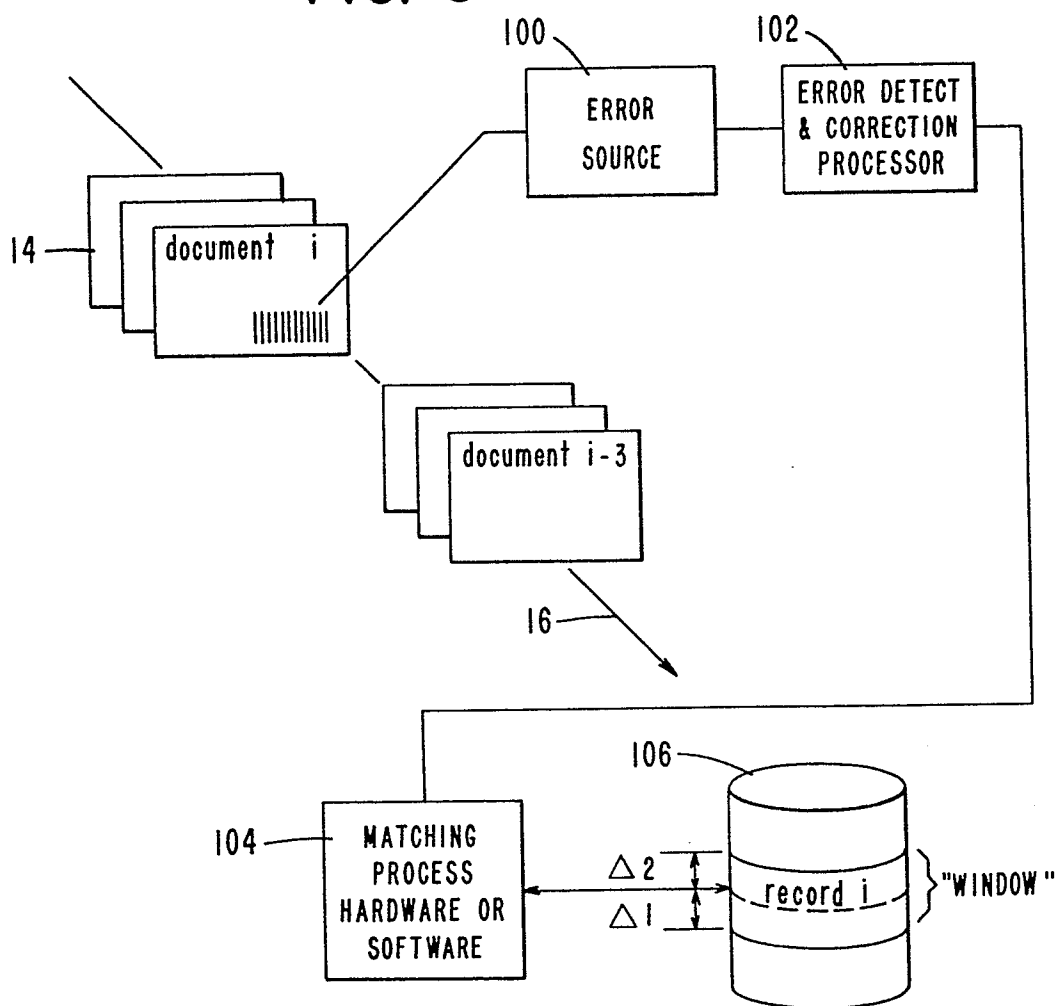 100
102
ERROR
SOURCE
ERROR DETECT
& CORRECTION
PROCESSOR
14
document i
document i-3
16
106
104
MATCHING
PROCESS
HARDWARE OR
SOFTWARE
△2
△1
record i
"WINDOW"